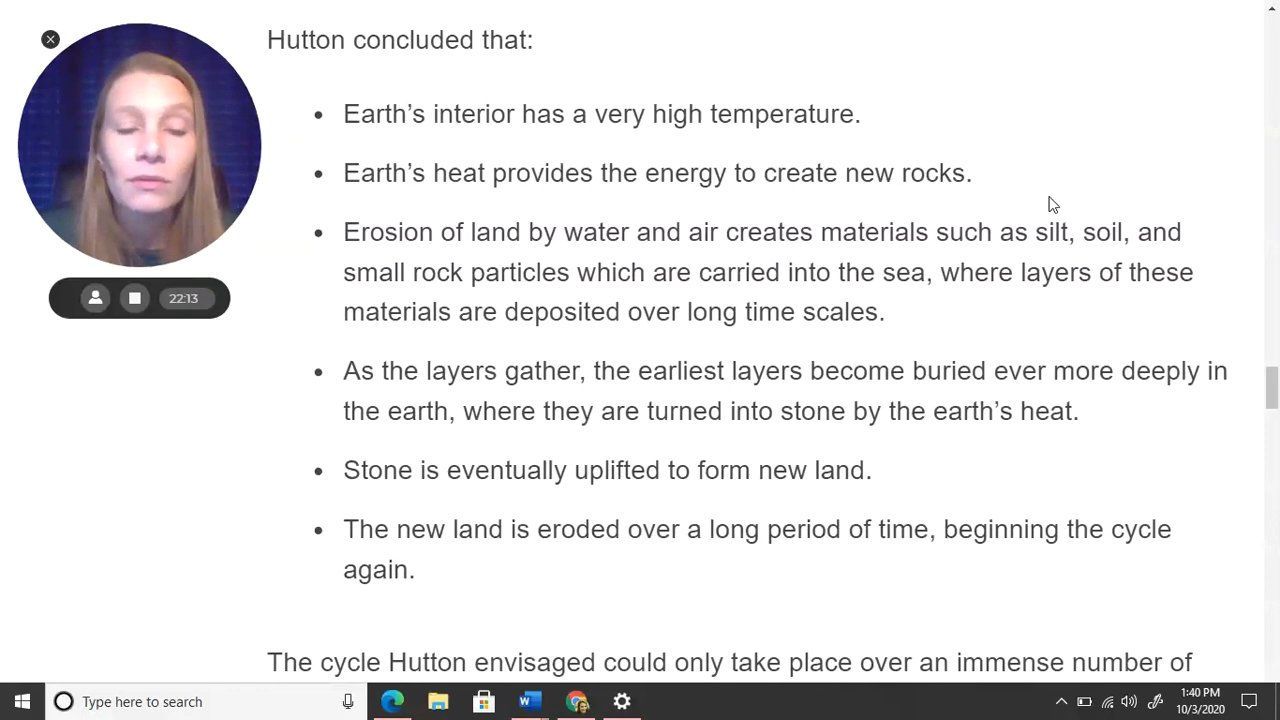 Hutton concluded that:
• Earth’s interior has a very high temperature.
• Earth’s heat provides the energy to create new rocks.
• Erosion of land by water and air creates materials such as silt, soil, and
small rock particles which are carried into the sea, where layers of these
materials are deposited over long time scales.
• As the layers gather, the earliest layers become buried ever more deeply in
the earth, where they are turned into stone by the earth’s heat.
• Stone is eventually uplifted to form new land.
• The new land is eroded over a long period of time, beginning the cycle
again.
The cycle Hutton envisaged could only take place over an immense number of
22:13
Type here to search
1:40 PM
10/3/2020